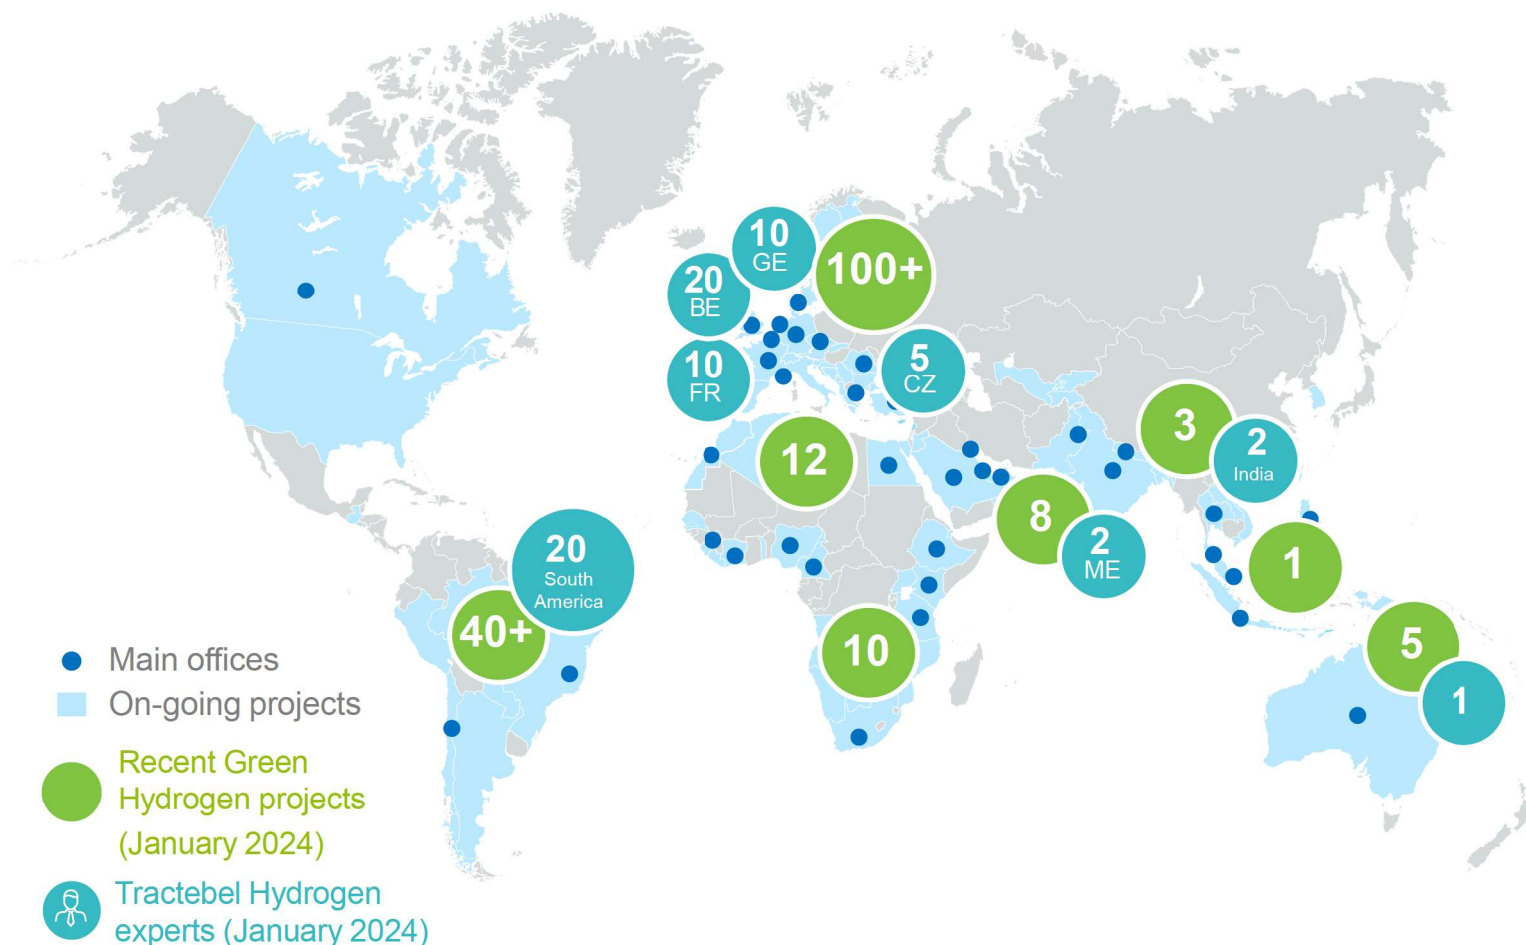 10
GE
100+
20
BE
10
FR
5
CZ
12
3
2
India
8
2
ME
1
20
South
America
40+
10
5
1
Main offices
On-going projects
Recent Green
Hydrogen projects
(January 2024)
Tractebel Hydrogen
experts (January 2024)